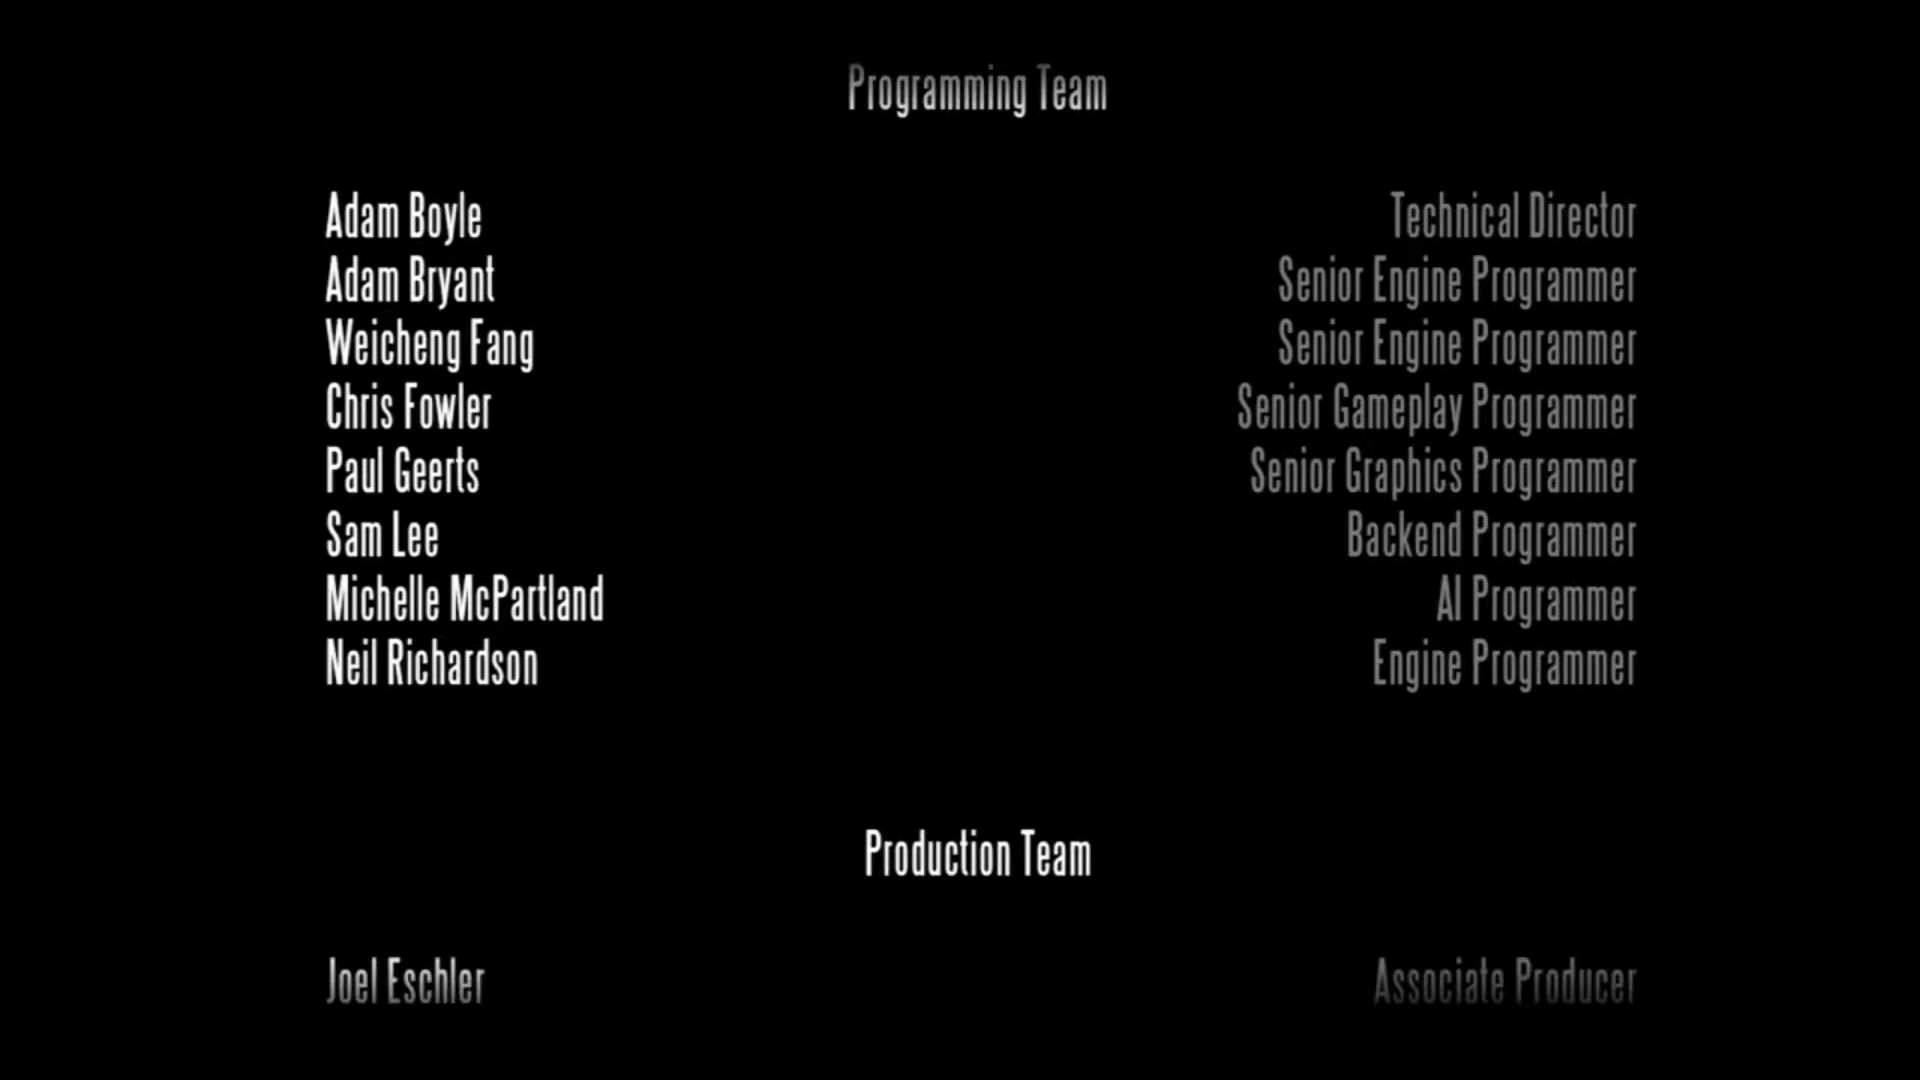 Programming Team
Adam Boyle Technical Director
Adam Bryant Senior Engine Programmer
Weicheng Fang Senior Engine Programmer
Chris Fowler Senior Gameplay Programmer
Paul Geerts Senior Graphics Programmer
Sam Lee Backend Programmer
Michelle McPartland AI Programmer
Neil Richardson Engine Programmer
Production Team
Joel Eschler Associate Producer